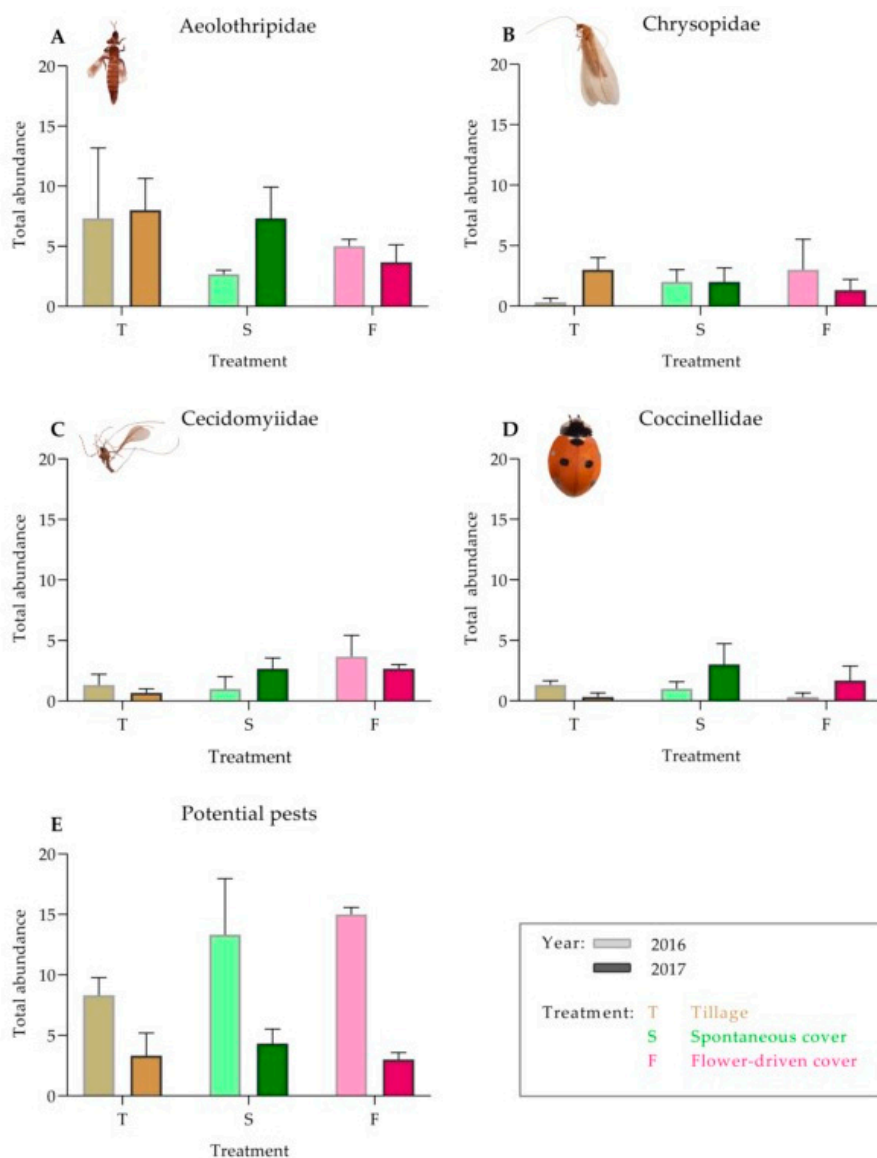 A Aeolothripidae
20
15
10
5
0
Total abundance
T S F
Treatment
B Chrysopidae
20
15
10
5
0
Total abundance
T S F
Treatment
C Cecidomyiidae
20
15
10
5
0
Total abundance
T S F
Treatment
D Coccinellidae
20
15
10
5
0
Total abundance
T S F
Treatment
E Potential pests
20
15
10
5
0
Total abundance
T S F
Treatment
Year: 2016
2017
Treatment: T Tillage
S Spontaneous cover
F Flower-driven cover